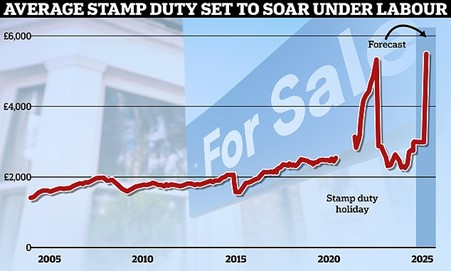 AVERAGE STAMP DUTY SET TO SOAR UNDER LABOUR
£6,000
Forecast
£4,000
For Sale
£2,000
Stamp duty
holiday
0
2005 2010 2015 2020 2025